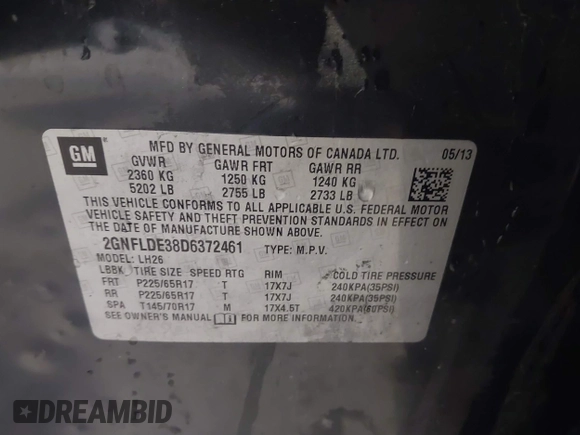 GM
MFD BY GENERAL MOTORS OF CANADA LTD. 05/13
GVWR GAWR FRT GAWR RR
2360 KG 1250 KG 1240 KG
5202 LB 2755 LB 2733 LB
THIS VEHICLE CONFORMS TO ALL APPLICABLE U.S. FEDERAL MOTOR
VEHICLE SAFETY AND THEFT PREVENTION STANDARDS IN EFFECT ON
THE DATE OF MANUFACTURE SHOWN ABOVE.
2GNFLDE38D6372461 TYPE: M.P.V.
MODEL: LH26
LBBK TIRE SIZE SPEED RTG RIM COLD TIRE PRESSURE
FRT P225/65R17 T 17X7J 240KPA(35PSI)
RR P225/65R17 T 17X7J 240KPA(35PSI)
SPA T145/70R17 M 17X4.5T 420KPA(60PSI)
SEE OWNER'S MANUAL FOR MORE INFORMATION.
DREAMBID